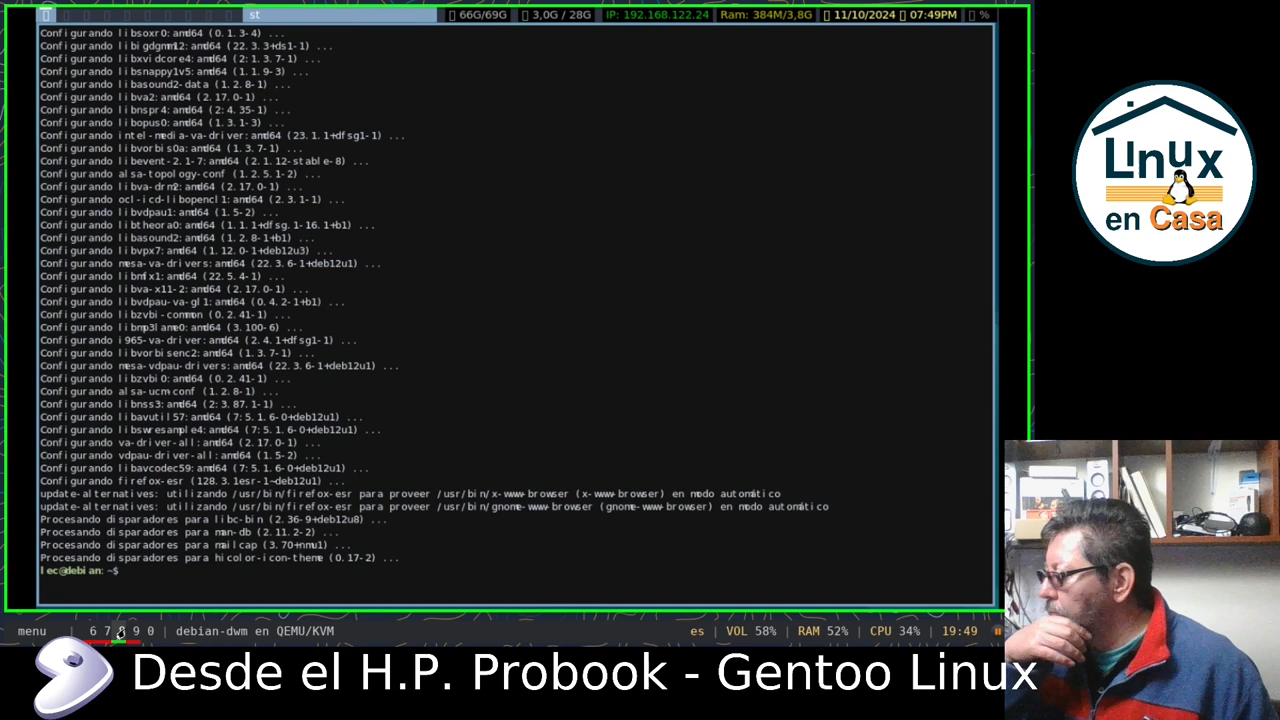 st 66G/69G 3,0G / 28G IP: 192.168.122.24 Ram: 384M/3,8G 11/10/2024 07:49PM %
Configurando libsoxr0:amd64 (0.1.3-4) ...
Configurando libigdgmm12:amd64 (22.3.3+ds1-1) ...
Configurando libxvidcore4:amd64 (2:1.3.7-1) ...
Configurando libsnappy1v5:amd64 (1.1.9-3) ...
Configurando libasound2-data (1.2.8-1) ...
Configurando libva2:amd64 (2.17.0-1) ...
Configurando libnspr4:amd64 (2:4.35-1) ...
Configurando libopus0:amd64 (1.3.1-3) ...
Configurando intel-media-va-driver:amd64 (23.1.1+dfsg1-1) ...
Configurando libvorbis0a:amd64 (1.3.7-1) ...
Configurando libevent-2.1-7:amd64 (2.1.12-stable-8) ...
Configurando alsa-topology-conf (1.2.5.1-2) ...
Configurando libva-drm2:amd64 (2.17.0-1) ...
Configurando ocl-icd-libopencl1:amd64 (2.3.1-1) ...
Configurando libvdpau1:amd64 (1.5-2) ...
Configurando libtheora0:amd64 (1.1.1+dfsg.1-16.1+b1) ...
Configurando libasound2:amd64 (1.2.8-1+b1) ...
Configurando libvpx7:amd64 (1.12.0-1+deb12u3) ...
Configurando mesa-va-drivers:amd64 (22.3.6-1+deb12u1) ...
Configurando libmfx1:amd64 (22.5.4-1) ...
Configurando libva-x11-2:amd64 (2.17.0-1) ...
Configurando libvdpau-va-gl1:amd64 (0.4.2-1+b1) ...
Configurando libzvbi-common (0.2.41-1) ...
Configurando libmp3lame0:amd64 (3.100-6) ...
Configurando i965-va-driver:amd64 (2.4.1+dfsg1-1) ...
Configurando libvorbisenc2:amd64 (1.3.7-1) ...
Configurando mesa-vdpau-drivers:amd64 (22.3.6-1+deb12u1) ...
Configurando libzvbi0:amd64 (0.2.41-1) ...
Configurando alsa-ucm-conf (1.2.8-1) ...
Configurando libnss3:amd64 (2:3.87.1-1) ...
Configurando libavutil57:amd64 (7:5.1.6-0+deb12u1) ...
Configurando libswresample4:amd64 (7:5.1.6-0+deb12u1) ...
Configurando va-driver-all:amd64 (2.17.0-1) ...
Configurando vdpau-driver-all:amd64 (1.5-2) ...
Configurando libavcodec59:amd64 (7:5.1.6-0+deb12u1) ...
Configurando firefox-esr (128.3.1esr-1~deb12u1) ...
update-alternatives: utilizando /usr/bin/firefox-esr para proveer /usr/bin/x-www-browser (x-www-browser) en modo automático
update-alternatives: utilizando /usr/bin/firefox-esr para proveer /usr/bin/gnome-www-browser (gnome-www-browser) en modo automático
Procesando disparadores para libc-bin (2.36-9+deb12u8) ...
Procesando disparadores para man-db (2.11.2-2) ...
Procesando disparadores para mailcap (3.70+nmu1) ...
Procesando disparadores para hicolor-icon-theme (0.17-2) ...
lec@debian:~$
menu | 6 7 8 9 0 | debian-dwm en QEMU/KVM es | VOL 58% | RAM 52% | CPU 34% | 19:49
Desde el H.P. Probook - Gentoo Linux
Linux
en Casa